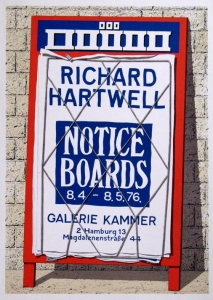 RICHARD
HARTWELL
NOTICE
BOARDS
8.4. - 8.5.76.
GALERIE KAMMER
2 Hamburg 13
Magdalenenstraße 44